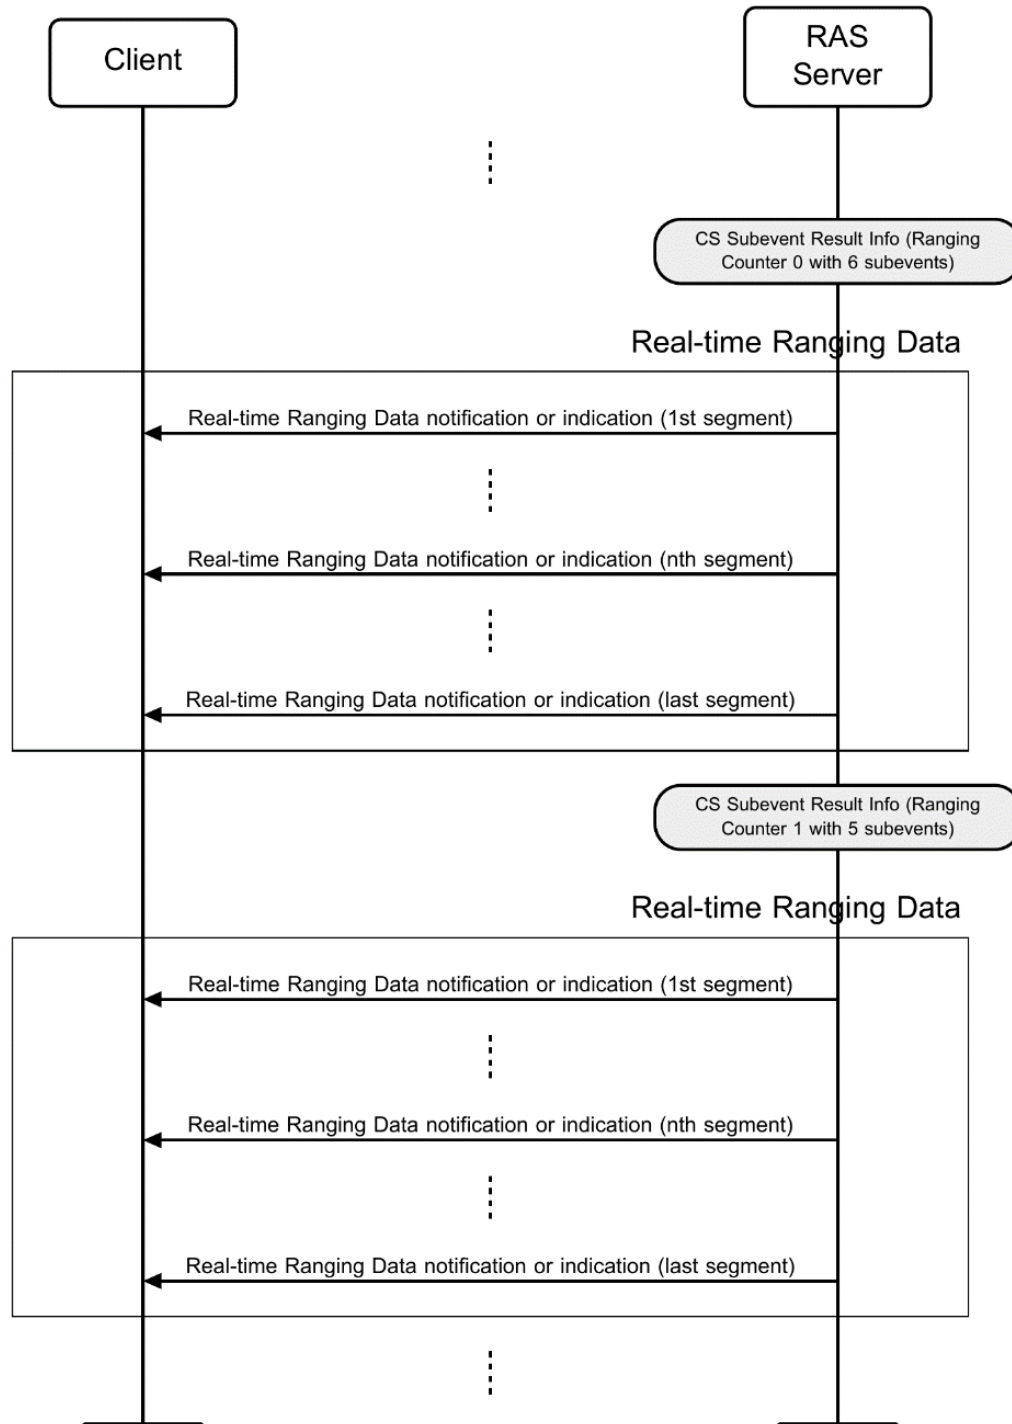 Client
RAS
Server
CS Subevent Result Info (Ranging
Counter 0 with 6 subevents)
Real-time Ranging Data
Real-time Ranging Data notification or indication (1st segment)
Real-time Ranging Data notification or indication (nth segment)
Real-time Ranging Data notification or indication (last segment)
CS Subevent Result Info (Ranging
Counter 1 with 5 subevents)
Real-time Ranging Data
Real-time Ranging Data notification or indication (1st segment)
Real-time Ranging Data notification or indication (nth segment)
Real-time Ranging Data notification or indication (last segment)